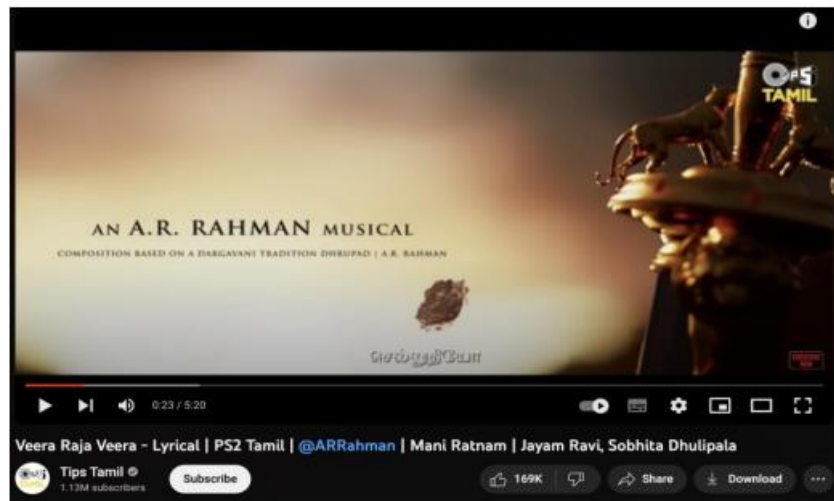 TIPS
TAMIL
AN A.R. RAHMAN MUSICAL
COMPOSITION BASED ON A DARGAVANI TRADITION DHRUPAD | A.R. RAHMAN
SUBSCRIBE
NOW
0:23 / 5:20
Veera Raja Veera - Lyrical | PS2 Tamil | @ARRahman | Mani Ratnam | Jayam Ravi, Sobhita Dhulipala
Tips Tamil
1.13M subscribers
Subscribe
169K
Share
Download